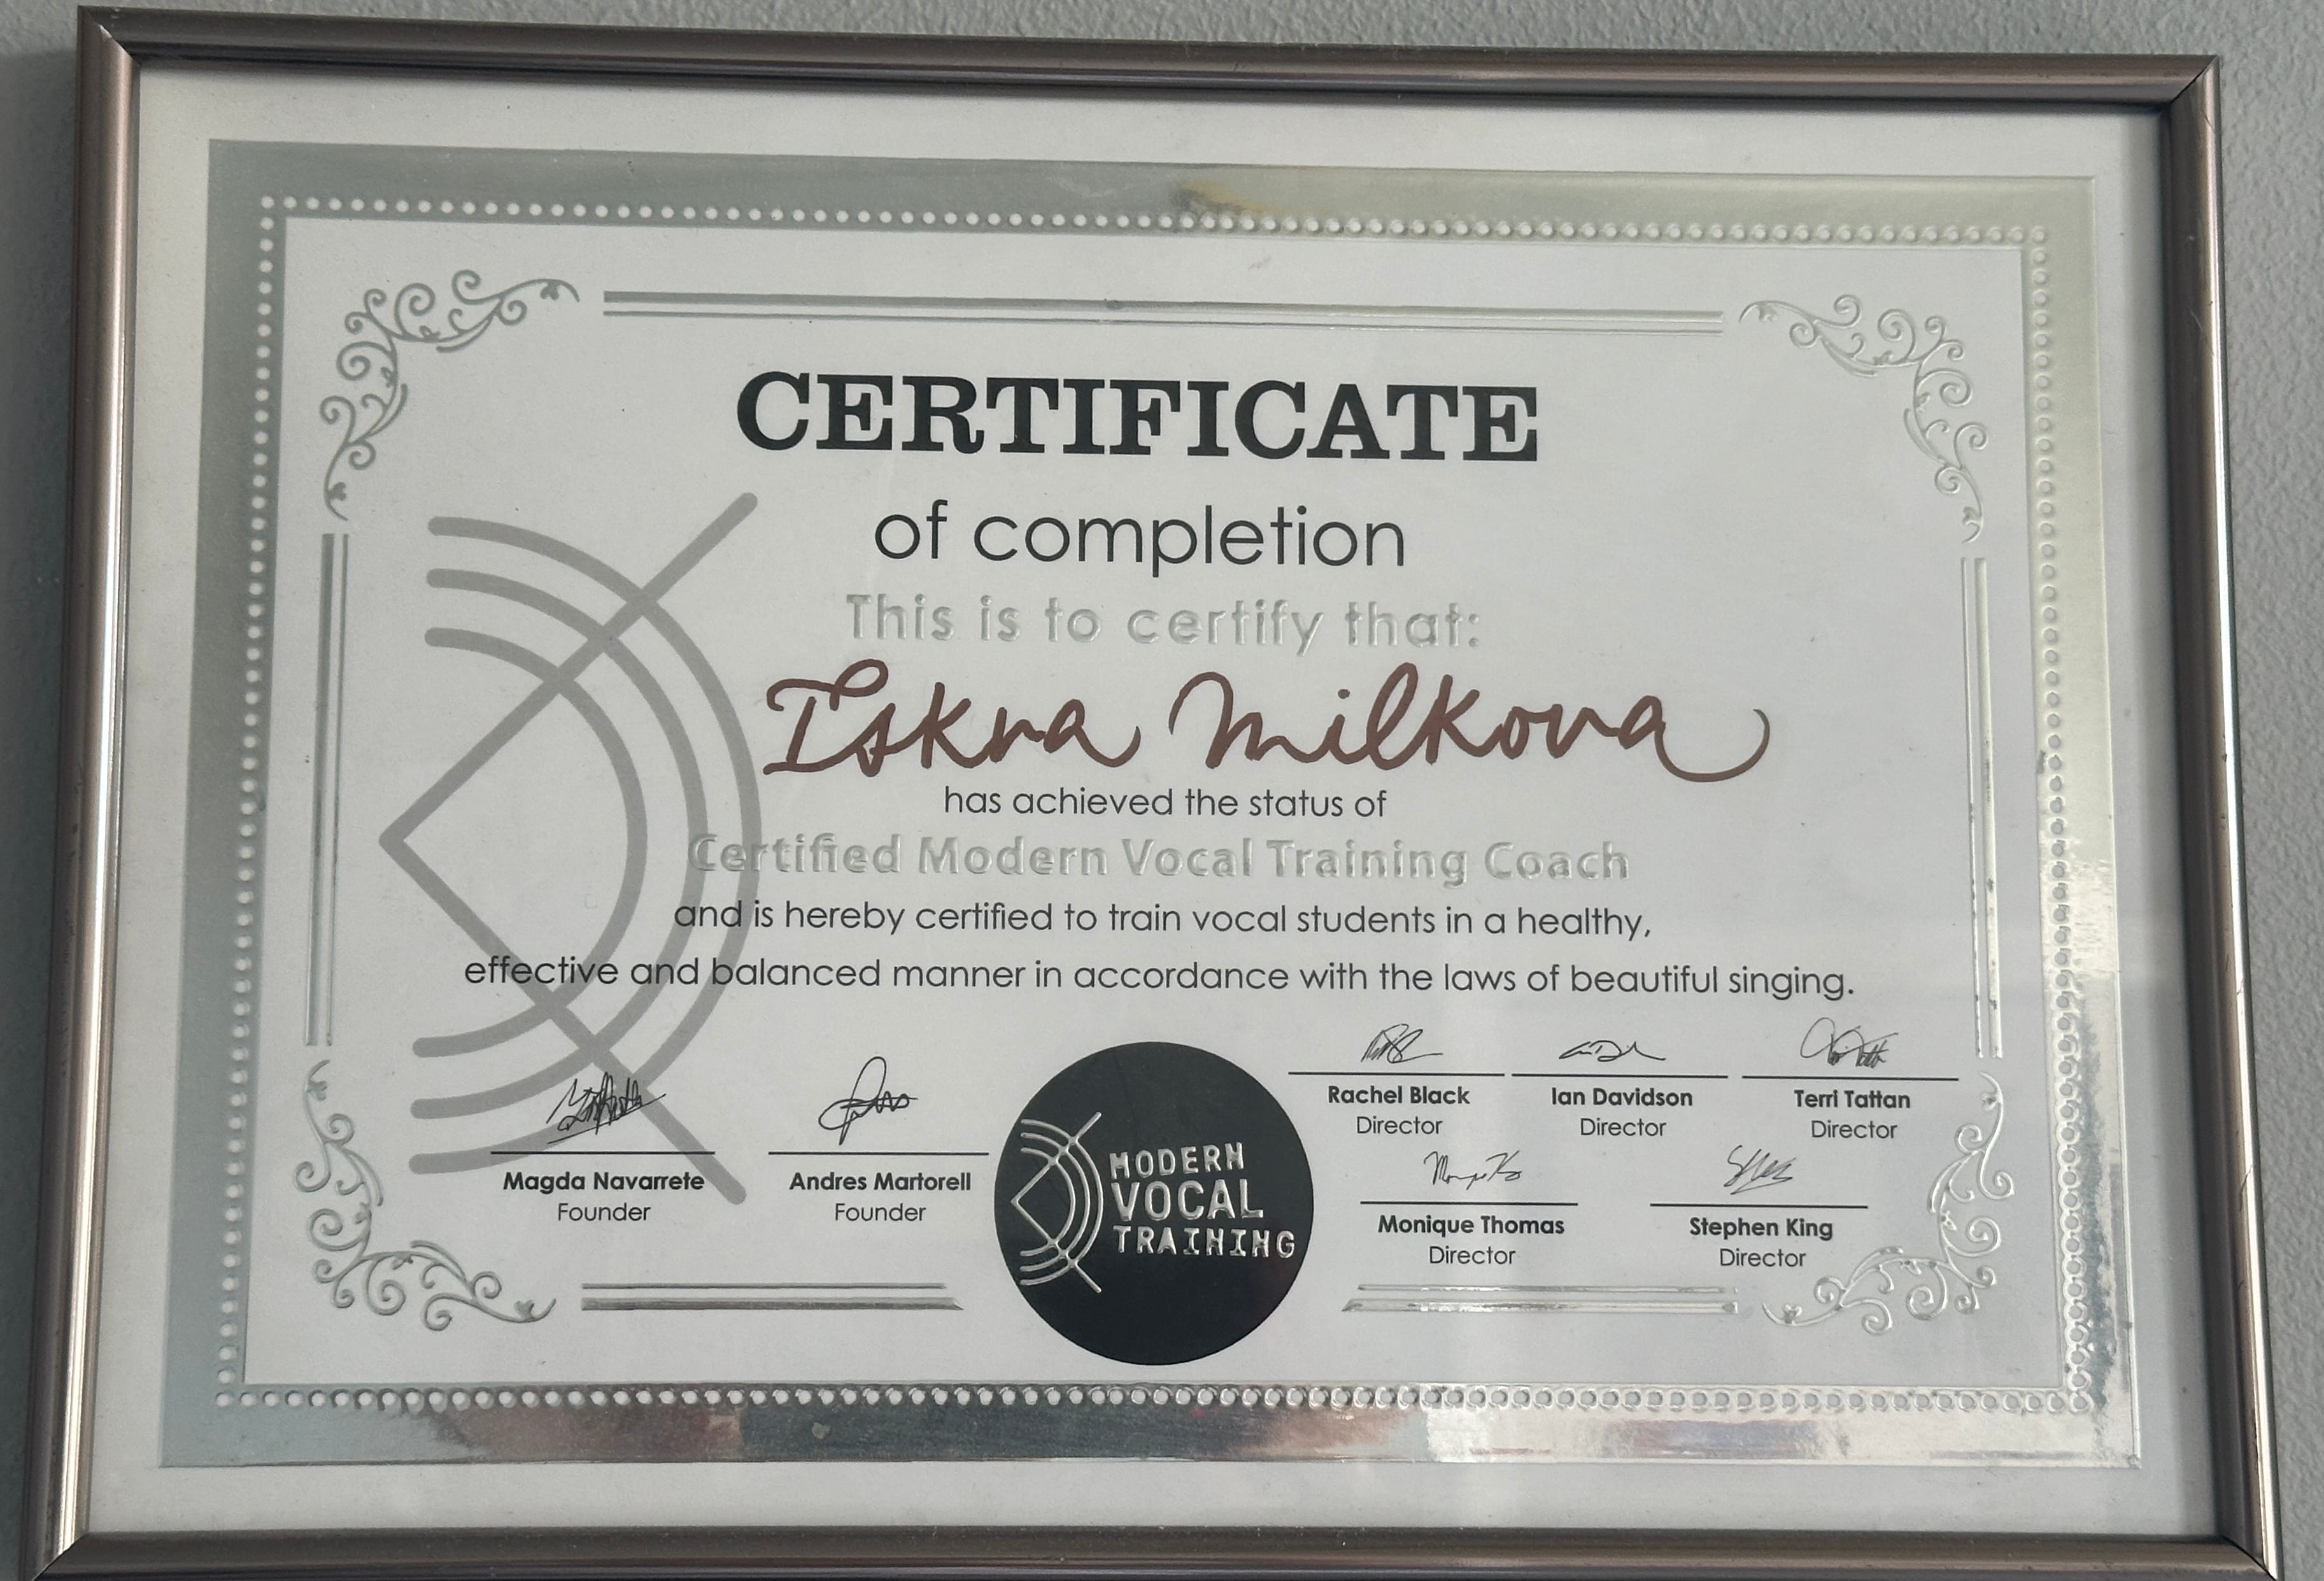 CERTIFICATE
of completion
This is to certify that:
Iskra Milkova
has achieved the status of
Certified Modern Vocal Training Coach
and is hereby certified to train vocal students in a healthy,
effective and balanced manner in accordance with the laws of beautiful singing.
Magda Navarrete
Founder
Andres Martorell
Founder
MODERN
VOCAL
TRAINING
Rachel Black
Director
Ian Davidson
Director
Terri Tattan
Director
Monique Thomas
Director
Stephen King
Director